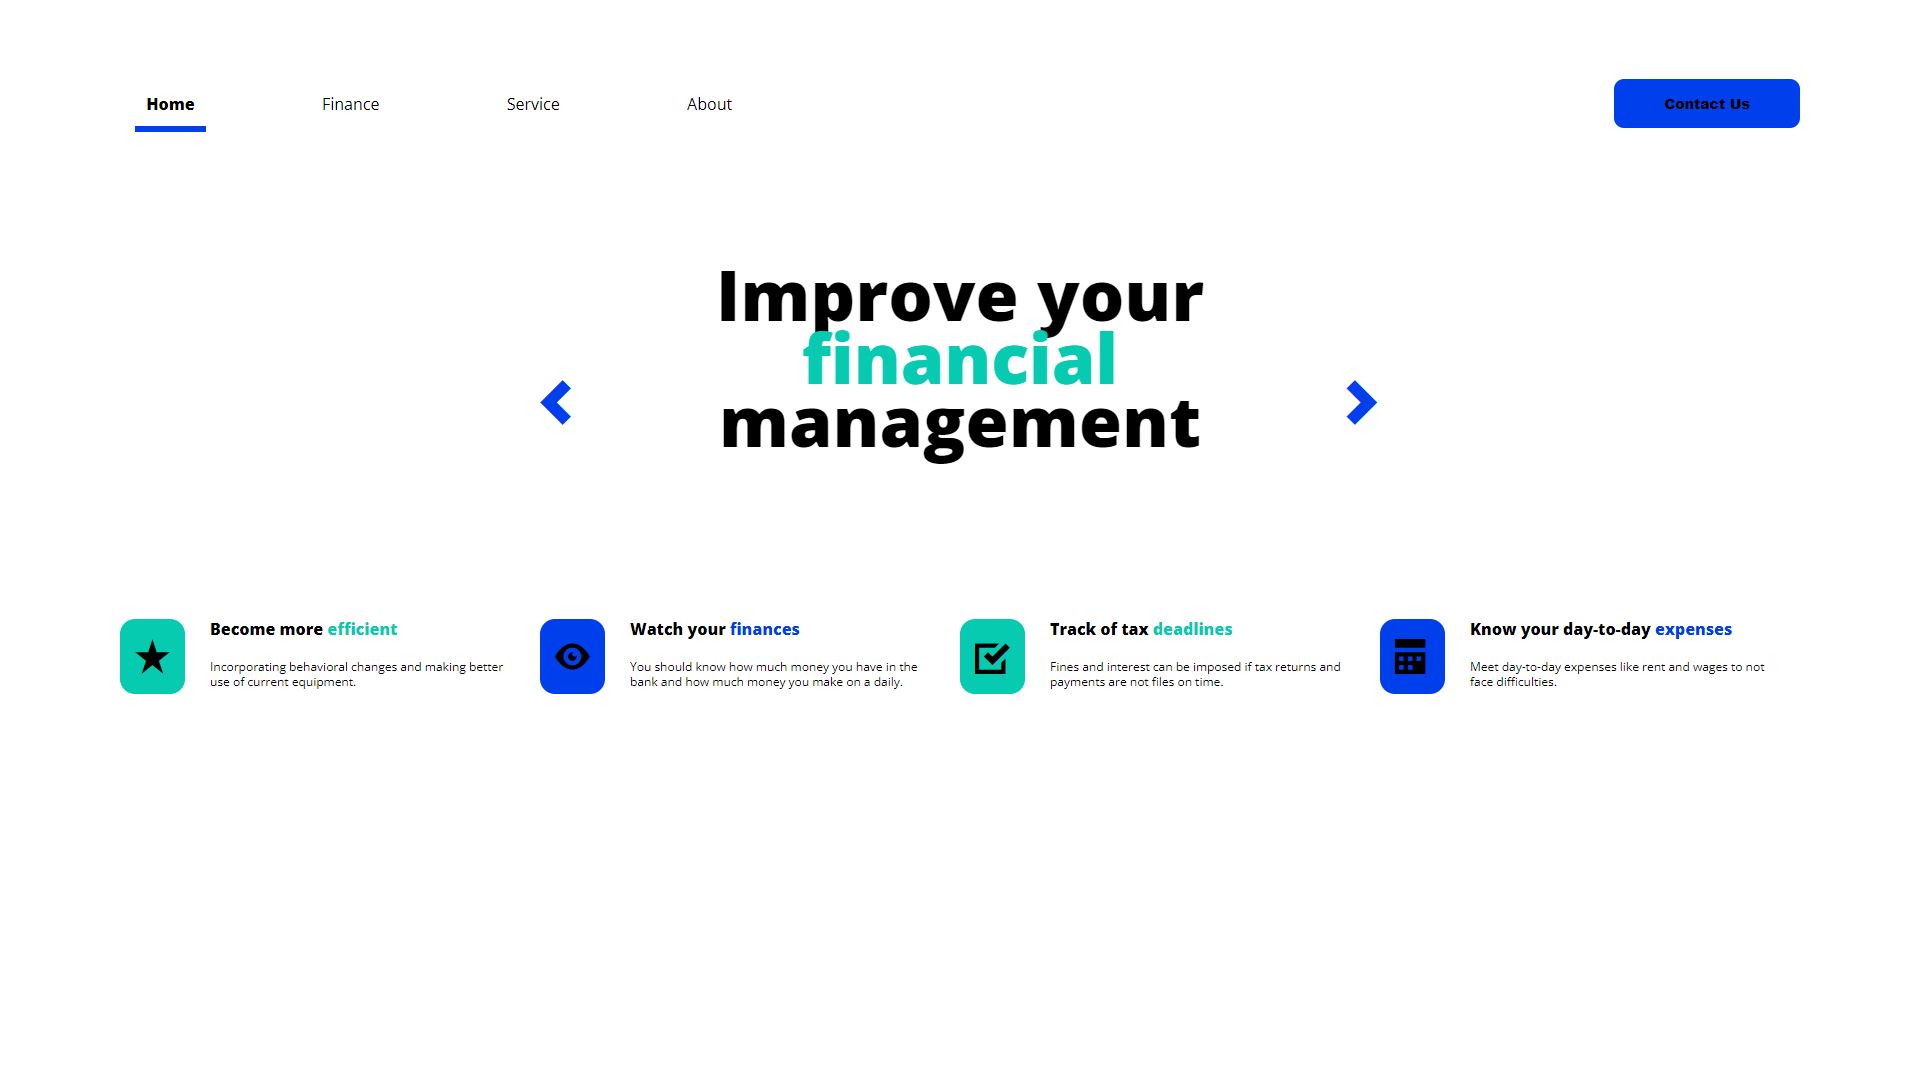 Home Finance Service About Contact Us
Improve your
financial
management
Become more efficient
Incorporating behavioral changes and making better
use of current equipment.
Watch your finances
You should know how much money you have in the
bank and how much money you make on a daily.
Track of tax deadlines
Fines and interest can be imposed if tax returns and
payments are not files on time.
Know your day-to-day expenses
Meet day-to-day expenses like rent and wages to not
face difficulties.